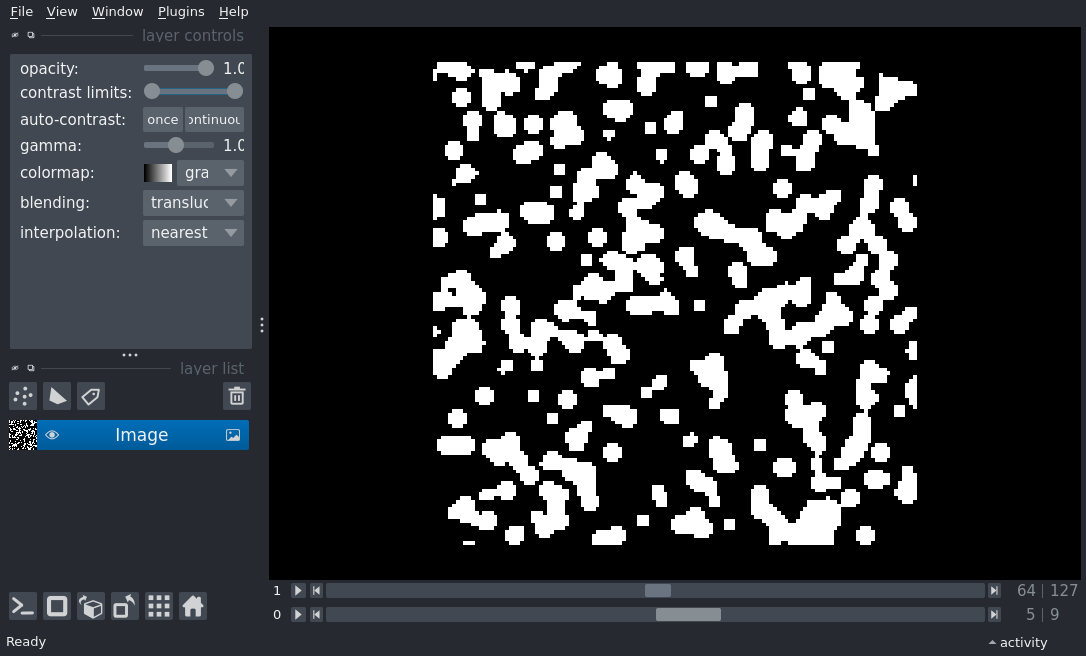 File View Window Plugins Help
layer controls
opacity: 1.0
contrast limits:
auto-contrast: once ontinuou
gamma: 1.0
colormap: gra
blending: transluc
interpolation: nearest
layer list
Image
1 64 | 127
0 5 | 9
Ready activity